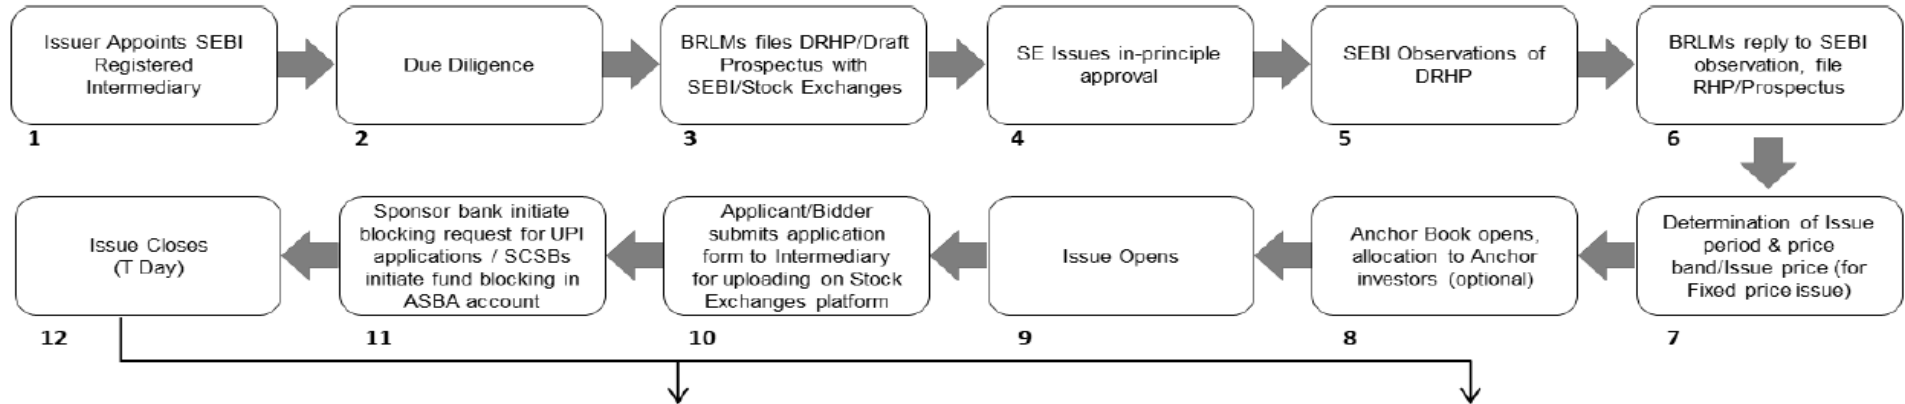 Issuer Appoints SEBI
Registered
Intermediary
1
Due Diligence
2
BRLMs files DRHP/Draft
Prospectus with
SEBI/Stock Exchanges
3
SE Issues in-principle
approval
4
SEBI Observations of
DRHP
5
BRLMs reply to SEBI
observation, file
RHP/Prospectus
6
Determination of Issue
period & price
band/Issue price (for
Fixed price issue)
7
Anchor Book opens,
allocation to Anchor
investors (optional)
8
Issue Opens
9
Applicant/Bidder
submits application
form to Intermediary
for uploading on Stock
Exchanges platform
10
Sponsor bank initiate
blocking request for UPI
applications / SCSBs
initiate fund blocking in
ASBA account
11
Issue Closes
(T Day)
12